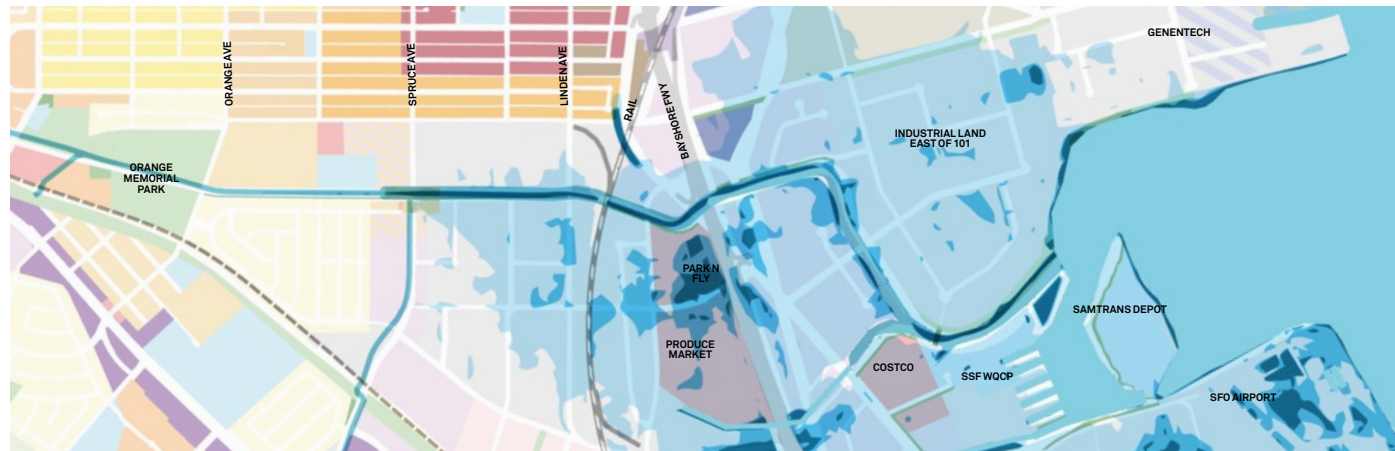 GENENTECH
ORANGE AVE
SPRUCE AVE
LINDEN AVE
RAIL
BAYSHORE FWY
INDUSTRIAL LAND
EAST OF 101
ORANGE
MEMORIAL
PARK
PARK N
FLY
SAMTRANS DEPOT
PRODUCE
MARKET
COSTCO
SSF WQCP
SFO AIRPORT